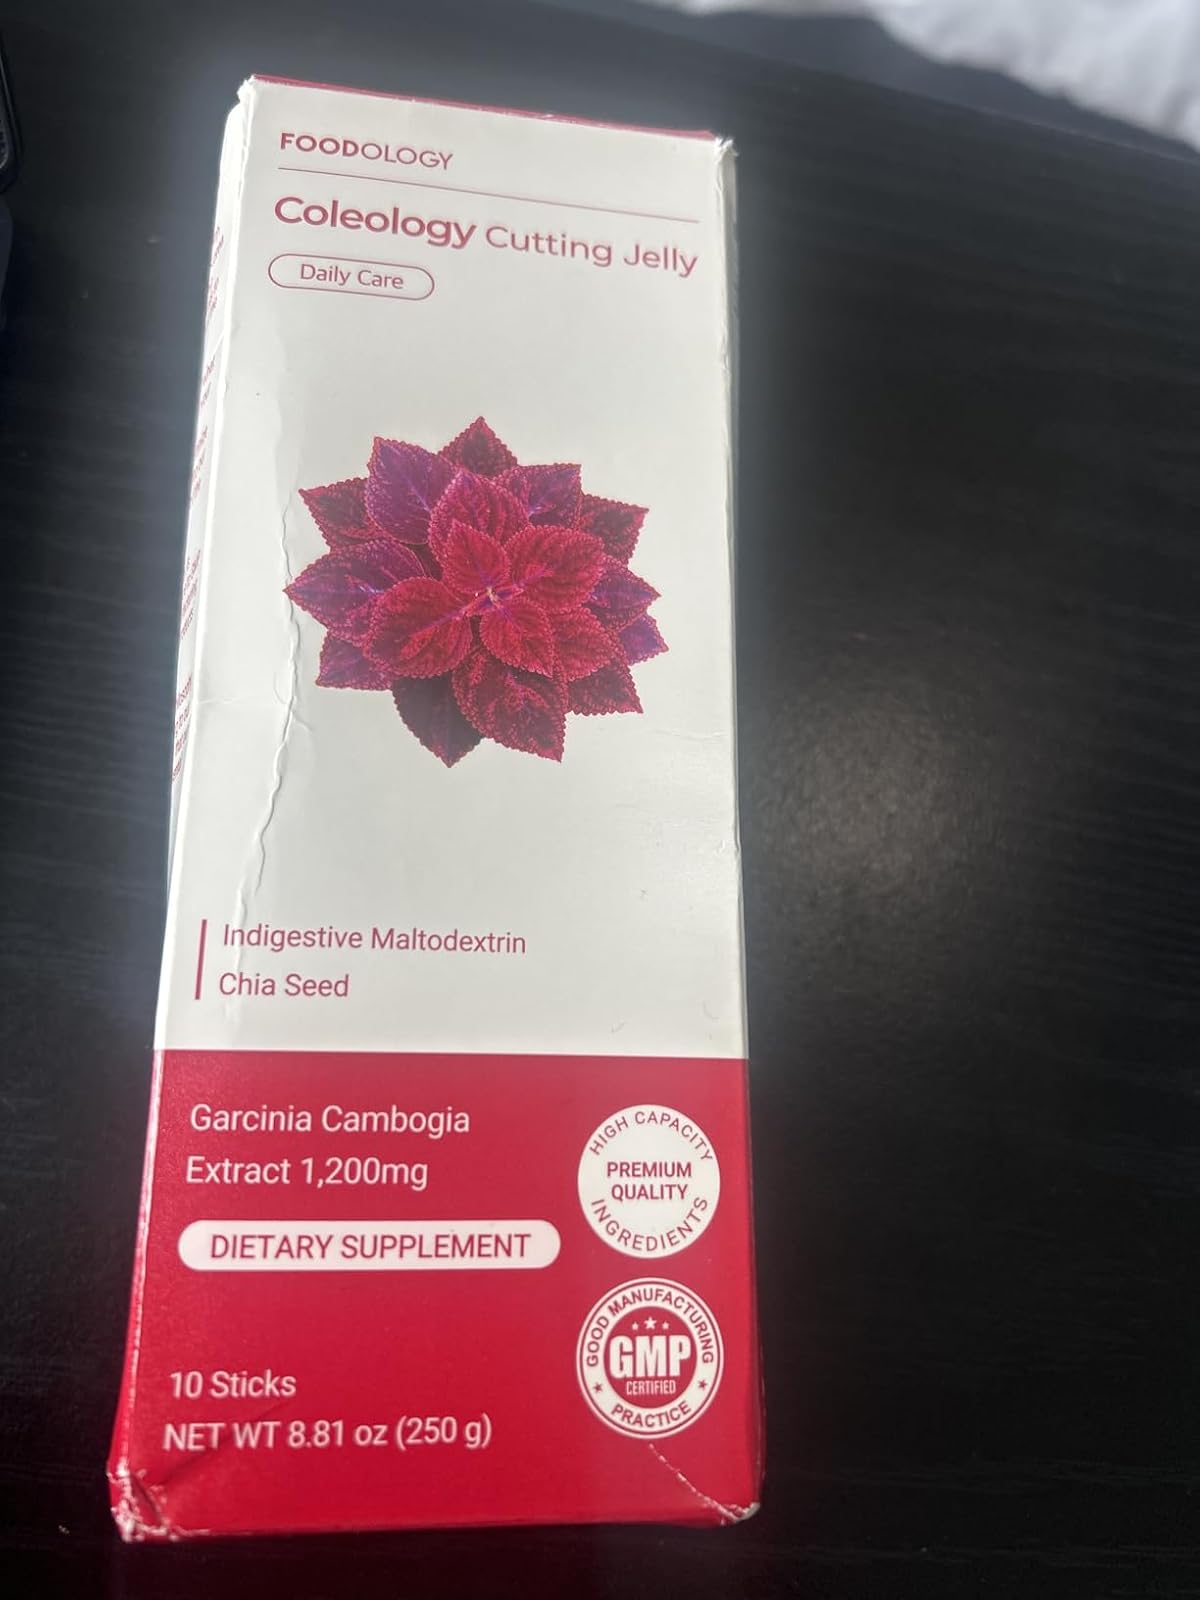 FOODOLOGY
Coleology Cutting Jelly
Daily Care
Indigestive Maltodextrin
Chia Seed
Garcinia Cambogia
Extract 1,200mg
DIETARY SUPPLEMENT
10 Sticks
NET WT 8.81 oz (250 g)
HIGH CAPACITY
PREMIUM
QUALITY
INGREDIENTS
GOOD MANUFACTURING
GMP
CERTIFIED
PRACTICE